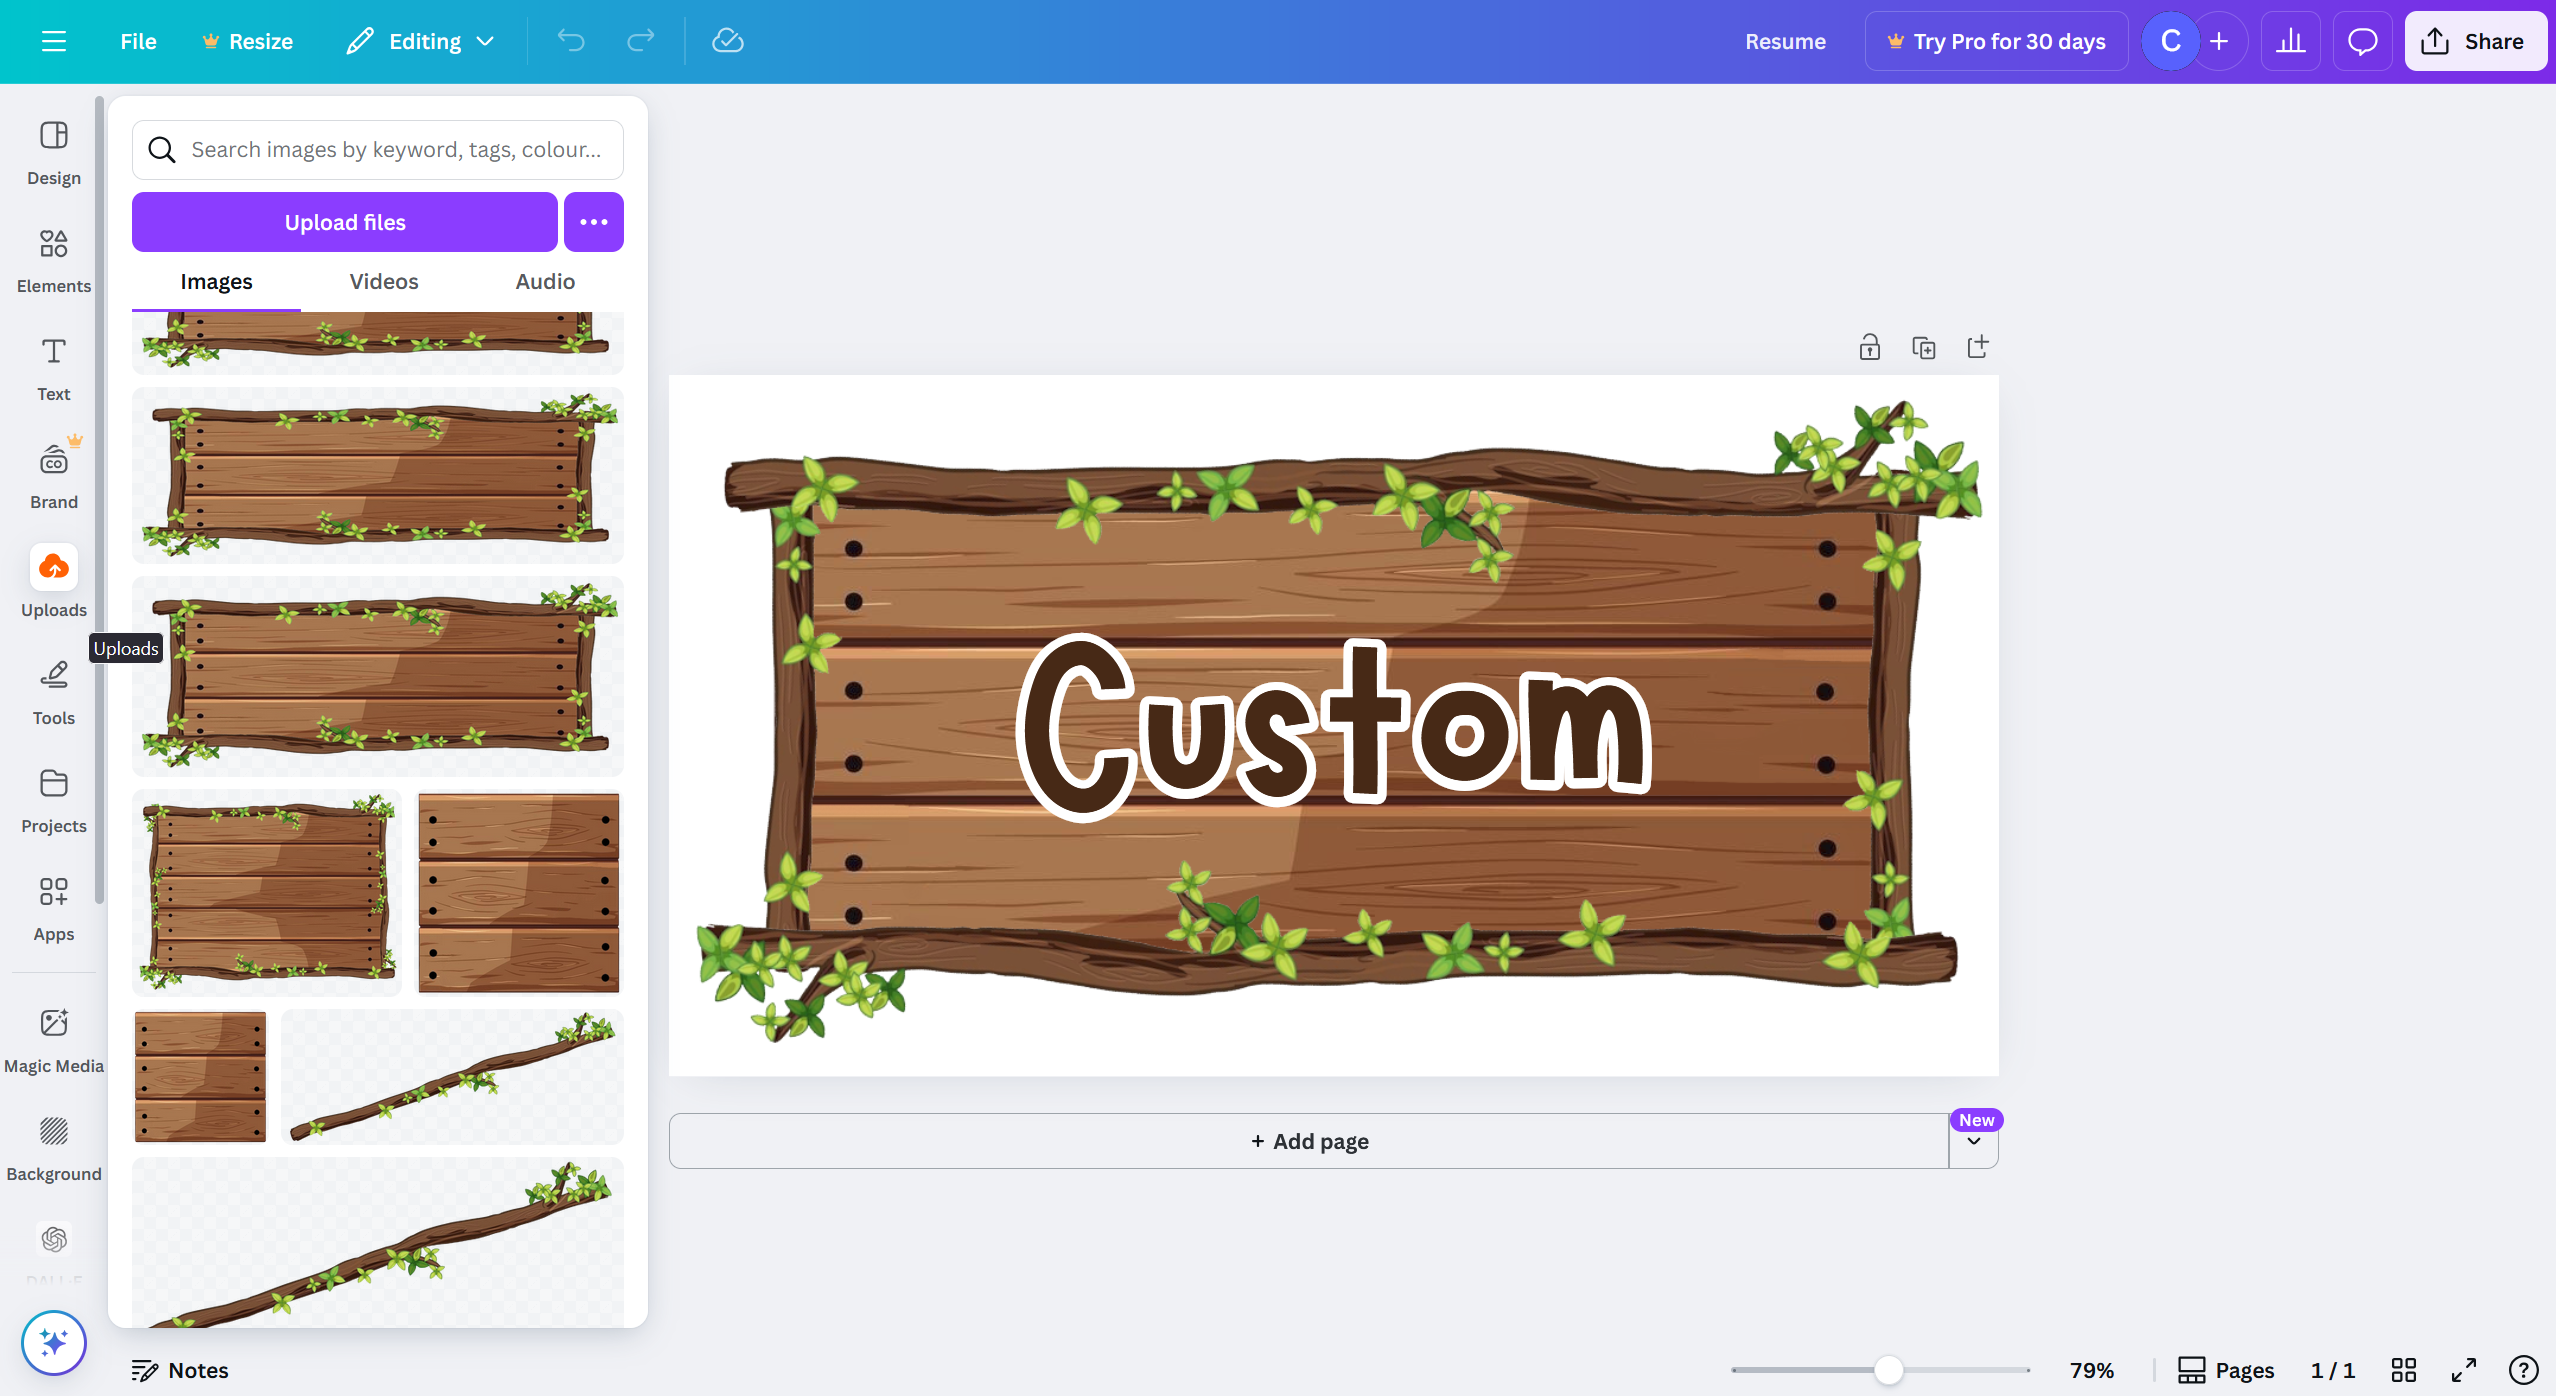 File
Resize
Editing
Resume
Try Pro for 30 days
C
Share
Design
Elements
Text
CO
Brand
Uploads
Uploads
Tools
Projects
Apps
Magic Media
Background
DALL·E
Search images by keyword, tags, colour...
Upload files
Images Videos Audio
Custom
+ Add page
New
Notes
79%
Pages
1 / 1